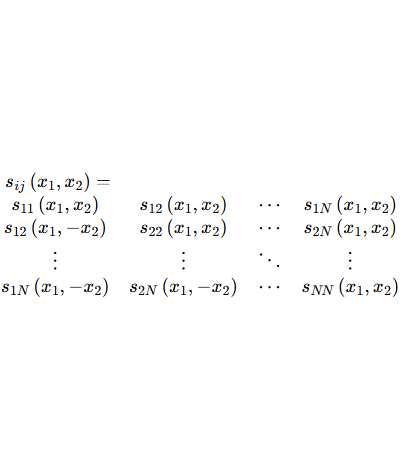 s_{ij} (x_1, x_2) =
s_{11} (x_1, x_2) s_{12} (x_1, x_2) ⋯ s_{1N} (x_1, x_2)
s_{12} (x_1, −x_2) s_{22} (x_1, x_2) ⋯ s_{2N} (x_1, x_2)
⋮ ⋮ ⋱ ⋮
s_{1N} (x_1, −x_2) s_{2N} (x_1, −x_2) ⋯ s_{NN} (x_1, x_2)